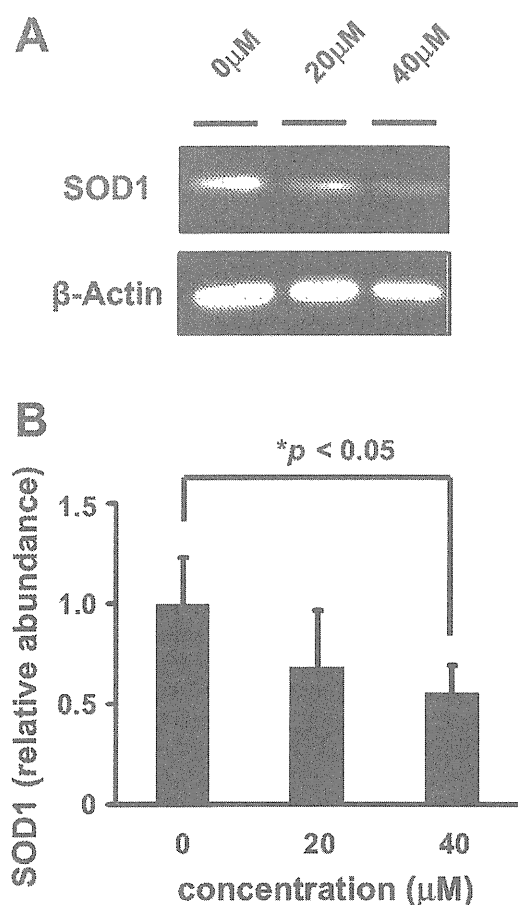 A
0μM 20μM 40μM
SOD1
β-Actin
B
*p < 0.05
SOD1 (relative abundance)
1.5
1.0
0.5
0
0 20 40
concentration (μM)